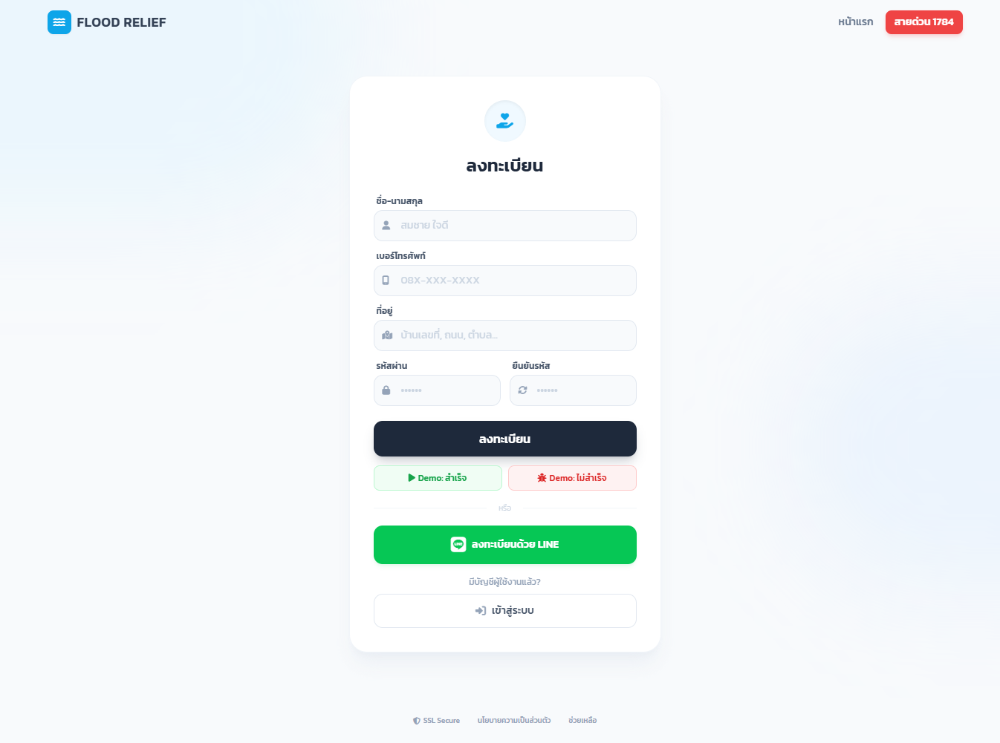 FLOOD RELIEF
หน้าแรก
สายด่วน 1784
ลงทะเบียน
ชื่อ-นามสกุล
สมชาย ใจดี
เบอร์โทรศัพท์
08X-XXX-XXXX
ที่อยู่
บ้านเลขที่, ถนน, ตำบล...
รหัสผ่าน
ยืนยันรหัส
••••••
••••••
ลงทะเบียน
Demo: สำเร็จ
Demo: ไม่สำเร็จ
หรือ
LINE ลงทะเบียนด้วย LINE
มีบัญชีผู้ใช้งานแล้ว?
เข้าสู่ระบบ
SSL Secure
นโยบายความเป็นส่วนตัว
ช่วยเหลือ